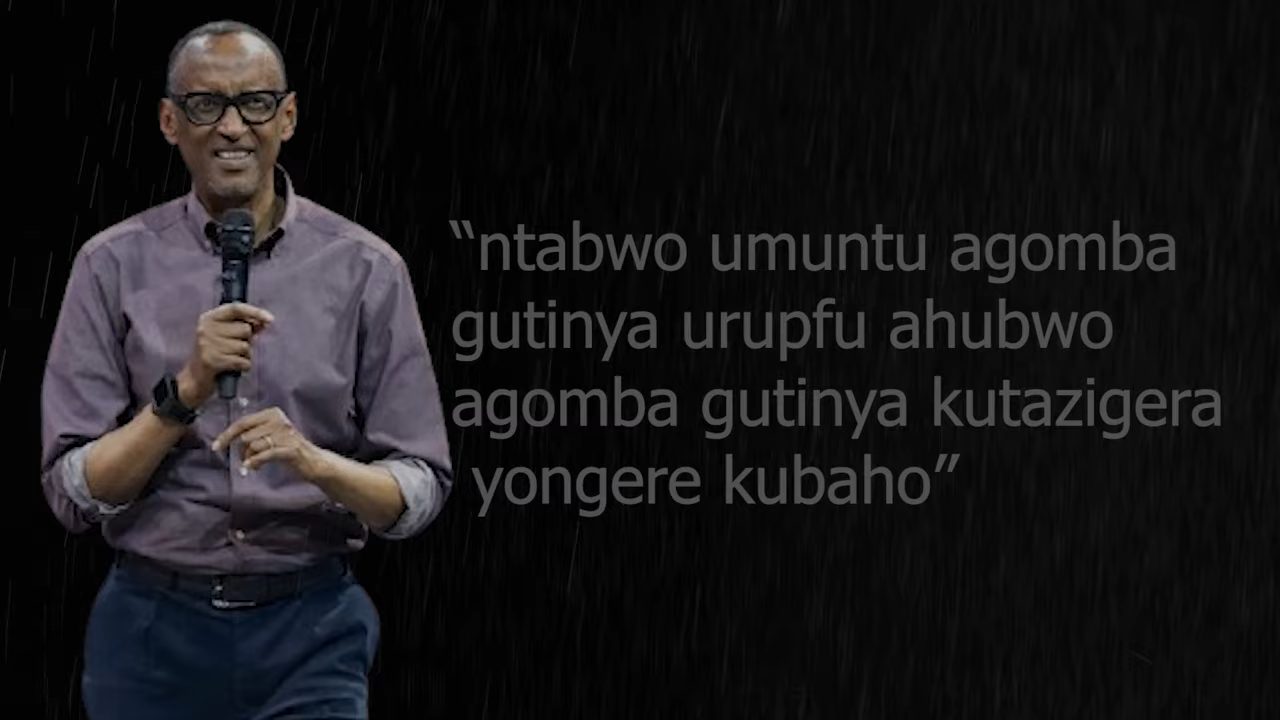 “ntabwo umuntu agomba
gutinya urupfu ahubwo
agomba gutinya kutazigera
yongere kubaho”